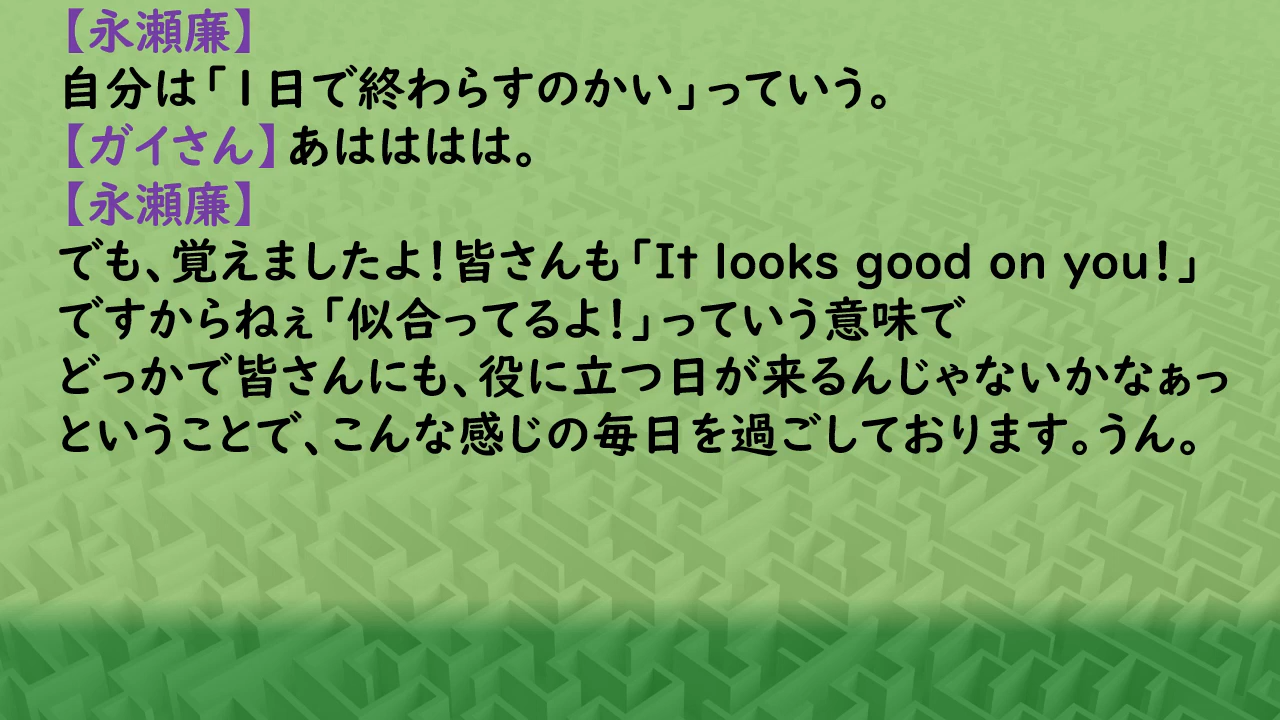 【永瀬廉】
自分は「1日で終わらすのかい」っていう。
【ガイさん】あはははは。
【永瀬廉】
でも、覚えましたよ！皆さんも「It looks good on you！」
ですからねぇ「似合ってるよ！」っていう意味で
どっかで皆さんにも、役に立つ日が来るんじゃないかなぁっ
ということで、こんな感じの毎日を過ごしております。うん。